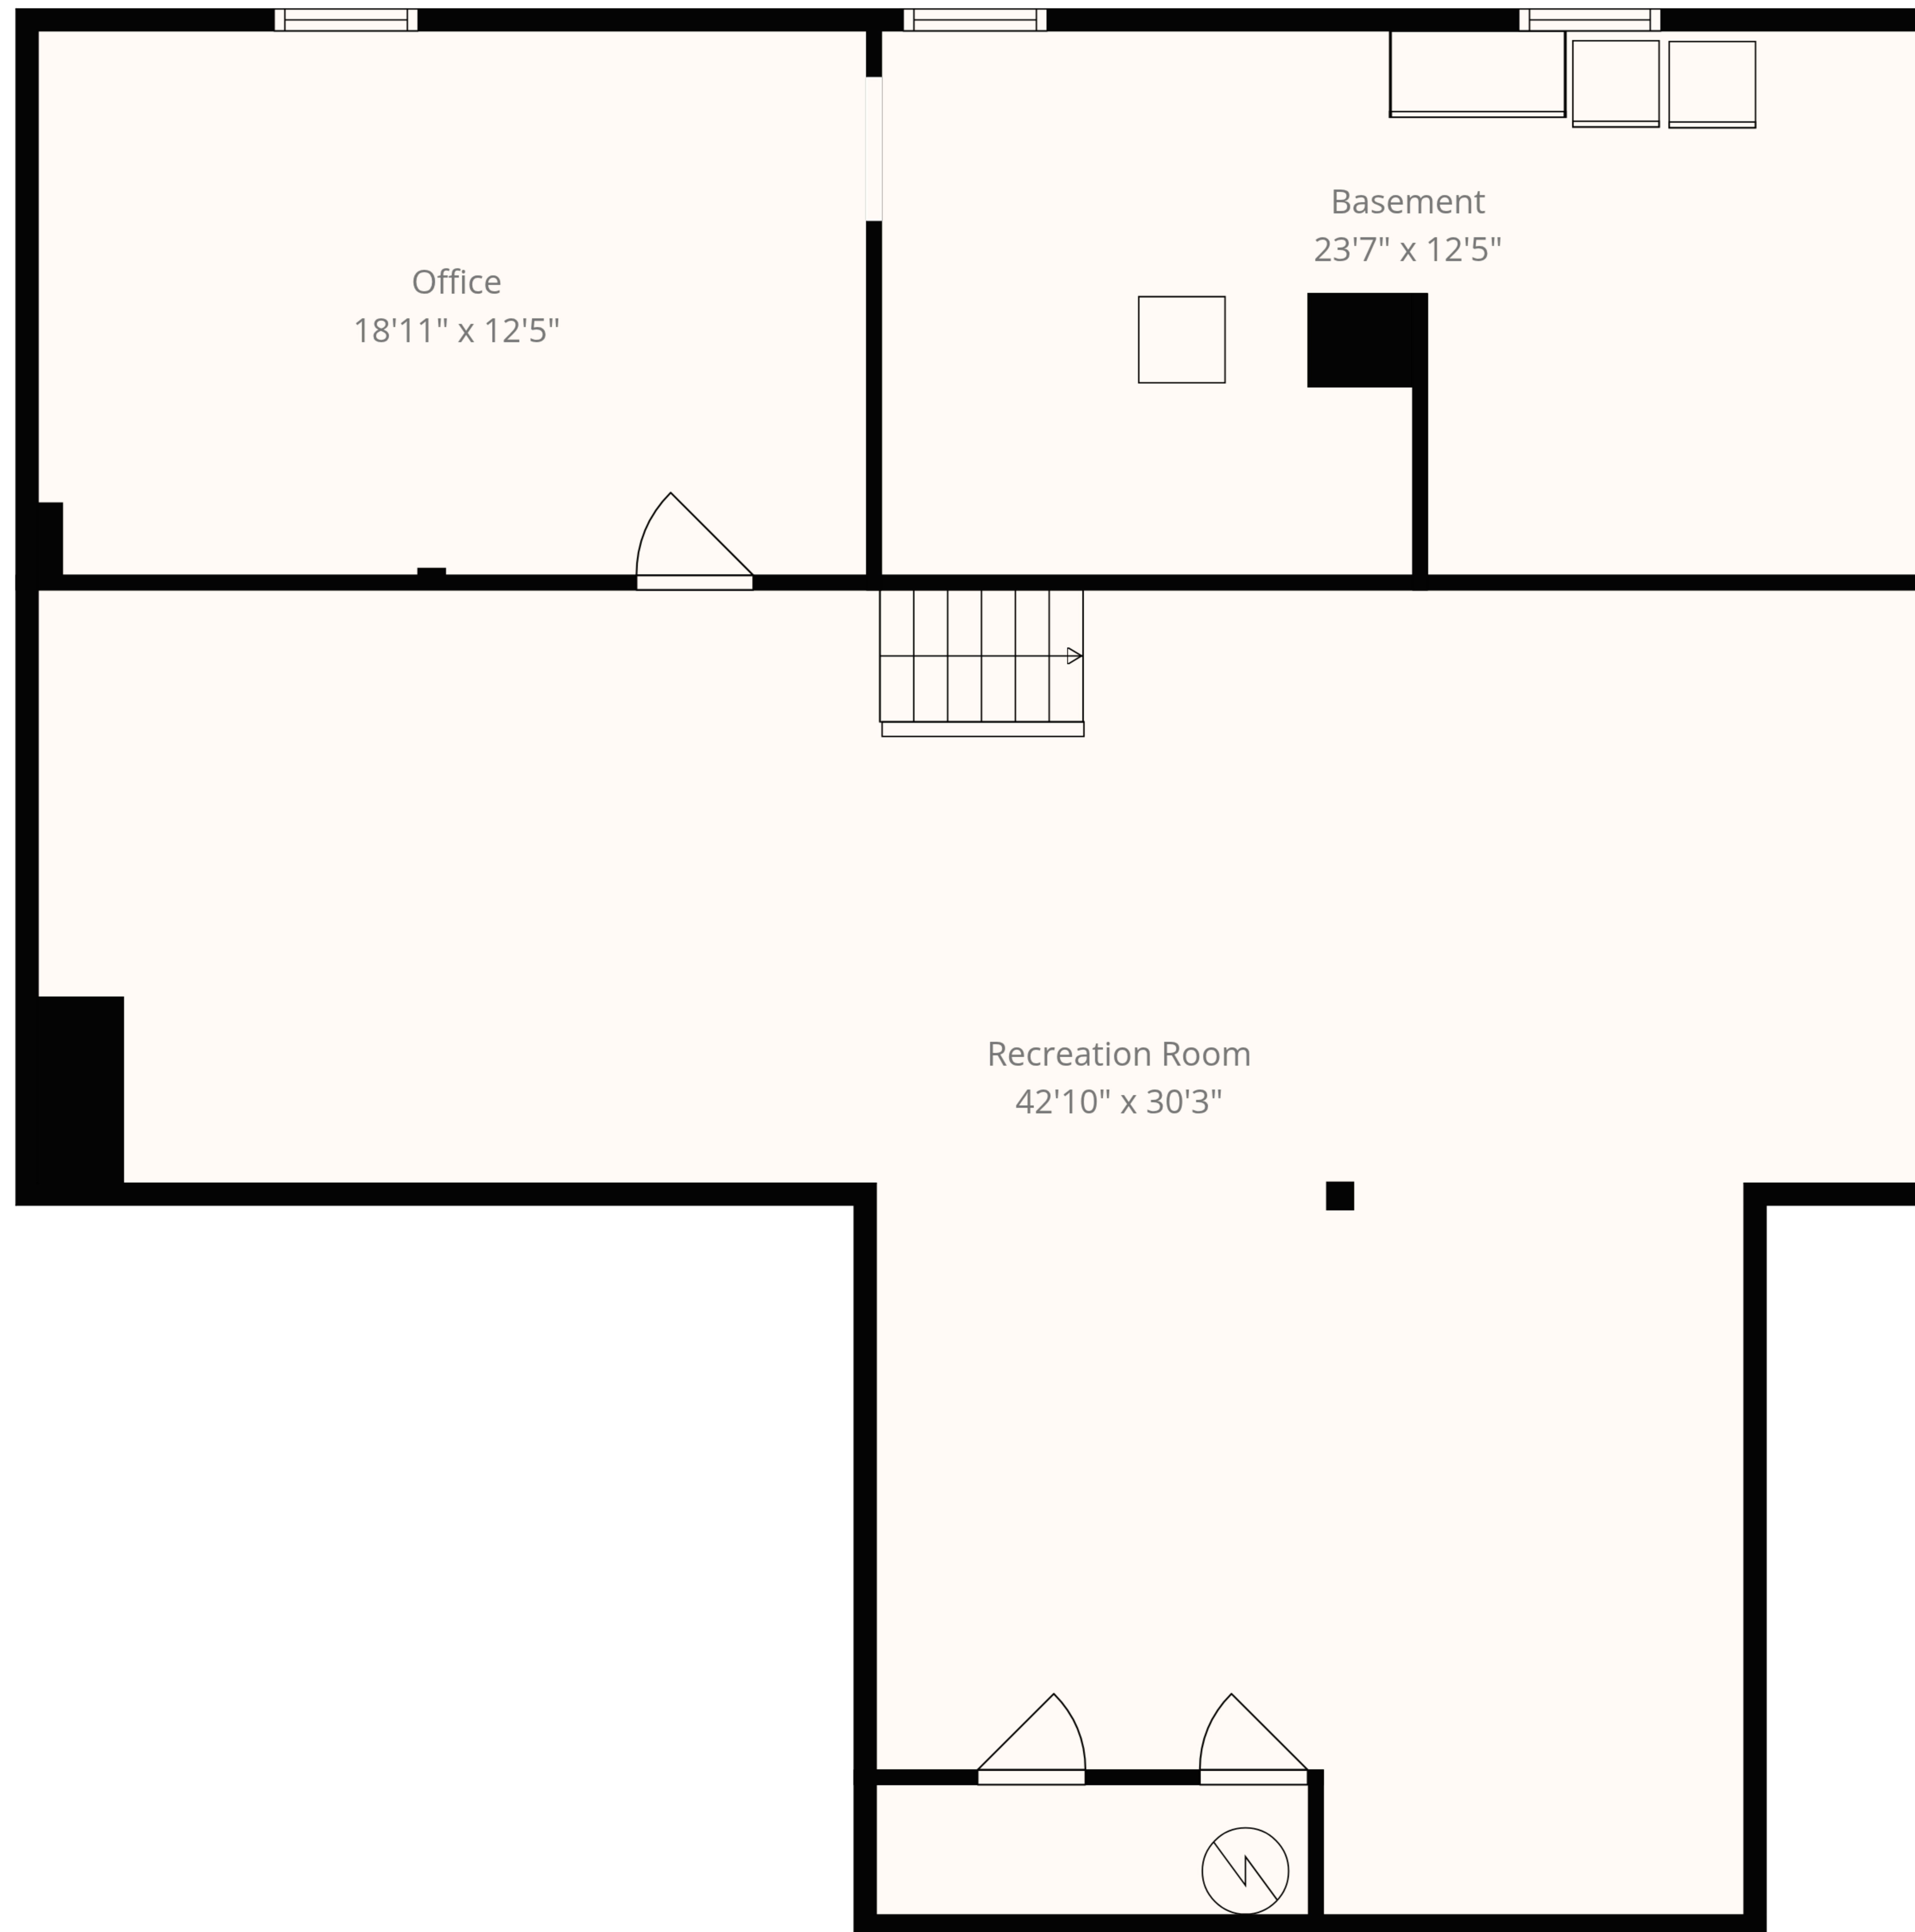 Basement
23'7" x 12'5"
Office
18'11" x 12'5"
Recreation Room
42'10" x 30'3"